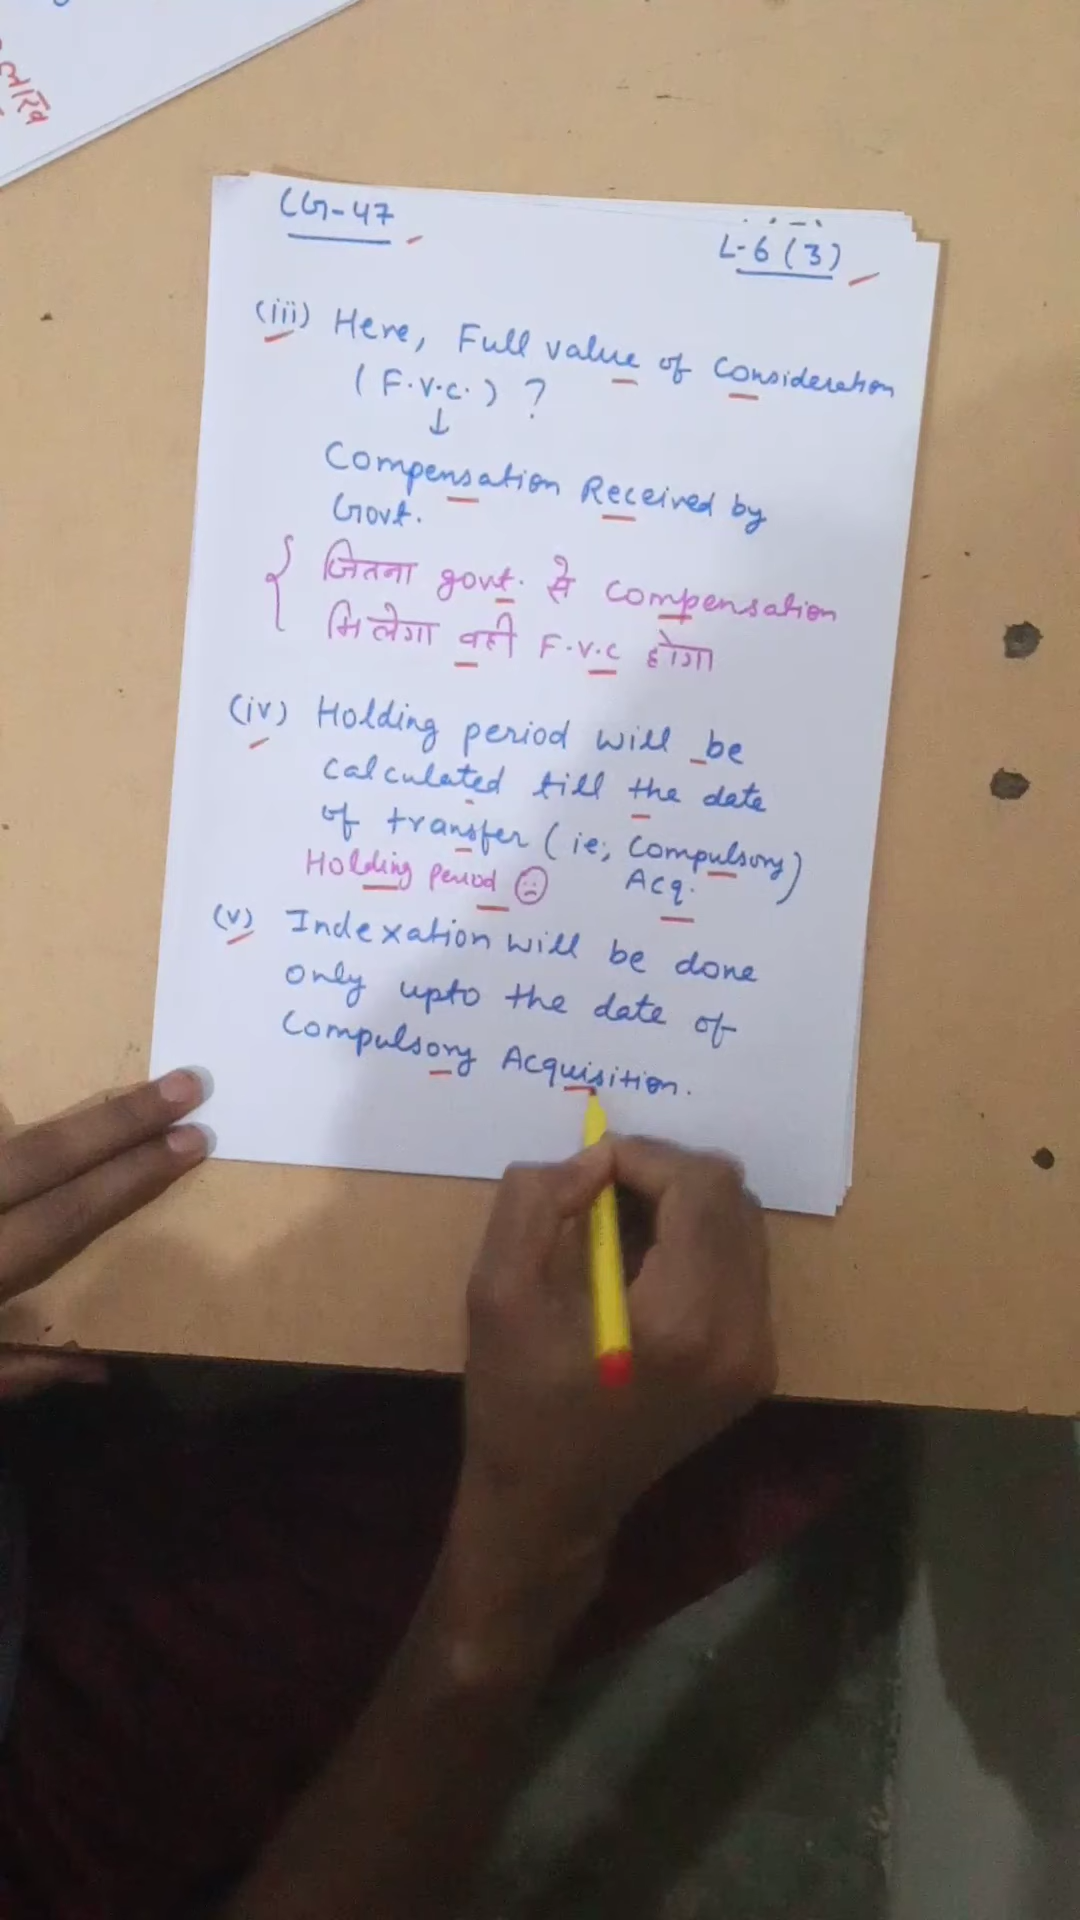 लाख
CG-47
L-6 (3)
(iii) Here, Full value of Consideration
(F.V.C.) ?
↓
Compensation Received by
Govt.
{ जितना govt. से compensation
मिलेगा वही F.V.C होगा
(iv) Holding period will be
calculated till the date
of transfer (ie; Compulsory
Acq.)
Holding period ☹
(v) Indexation will be done
only upto the date of
Compulsory Acquisition.